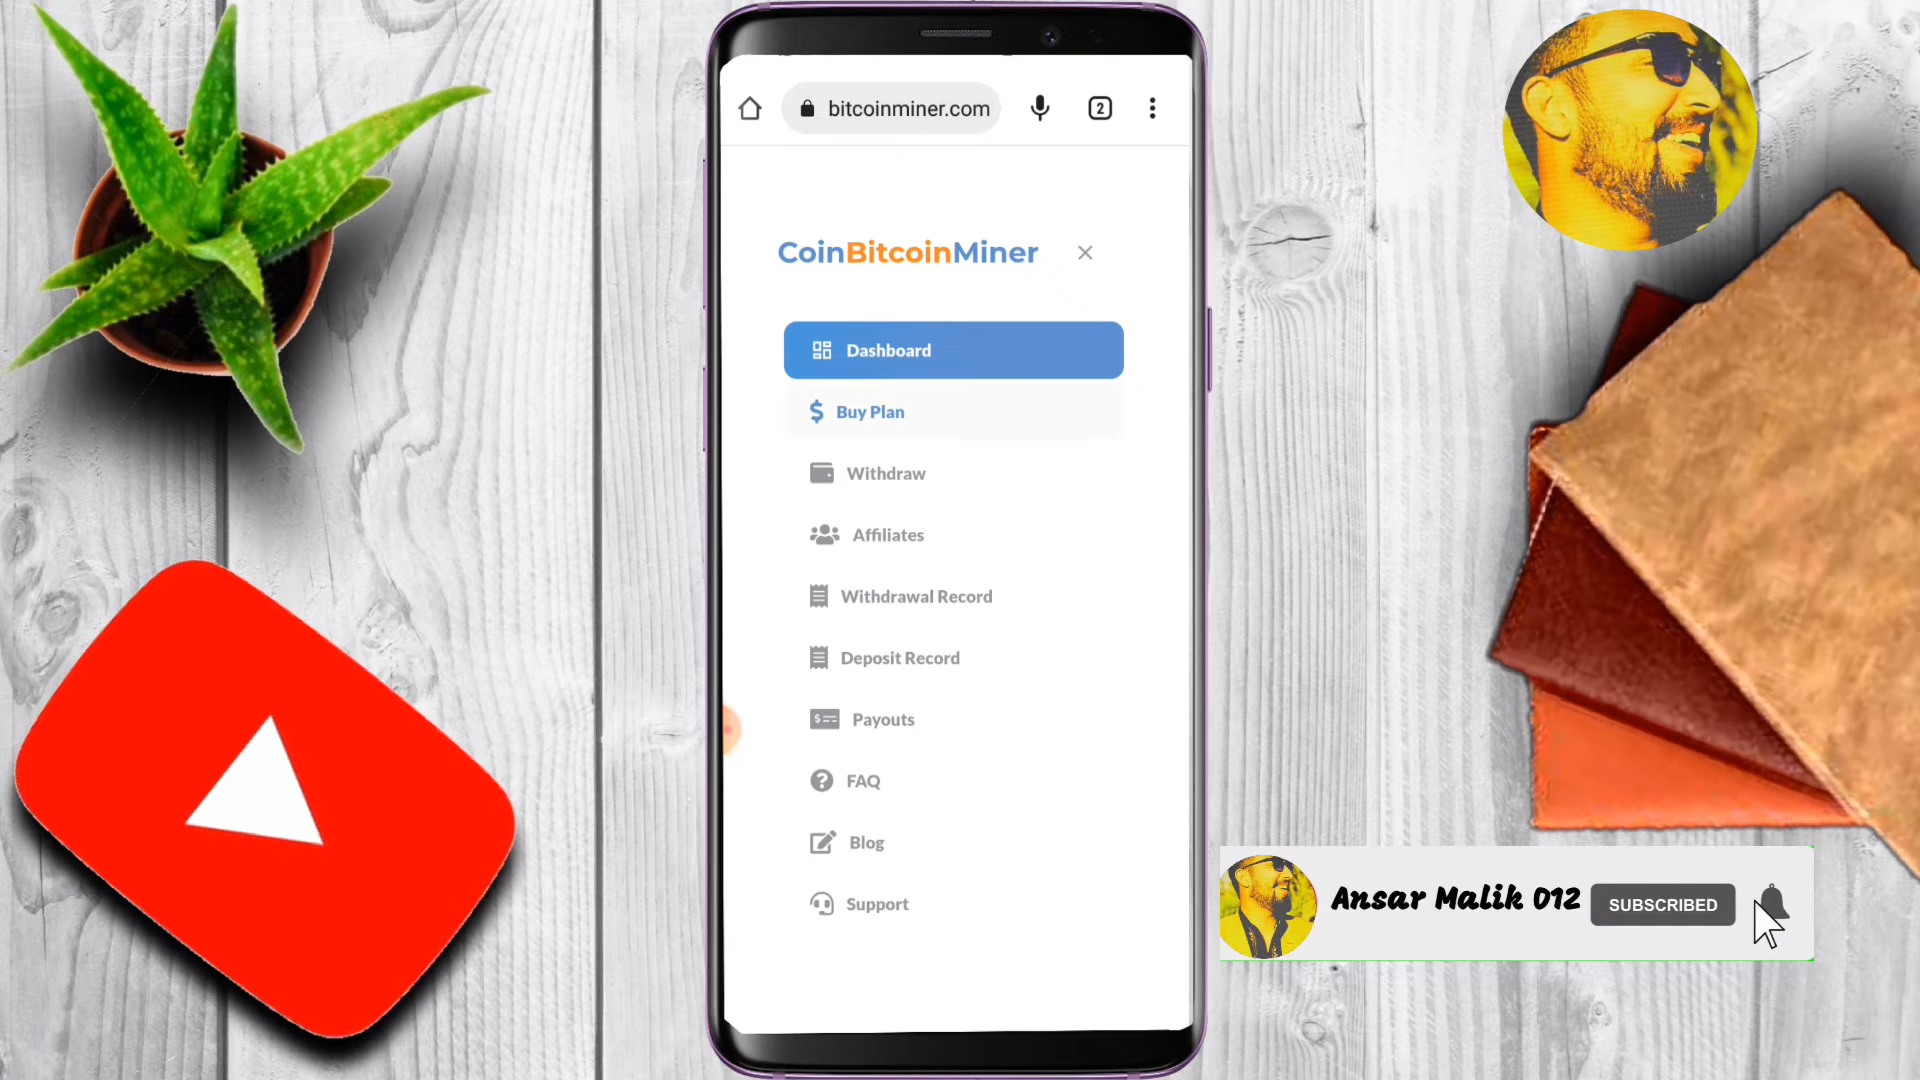 bitcoinminer.com
2
CoinBitcoinMiner
Dashboard
Buy Plan
Withdraw
Affiliates
Withdrawal Record
Deposit Record
Payouts
FAQ
Blog
Support
Ansar Malik 012
SUBSCRIBED